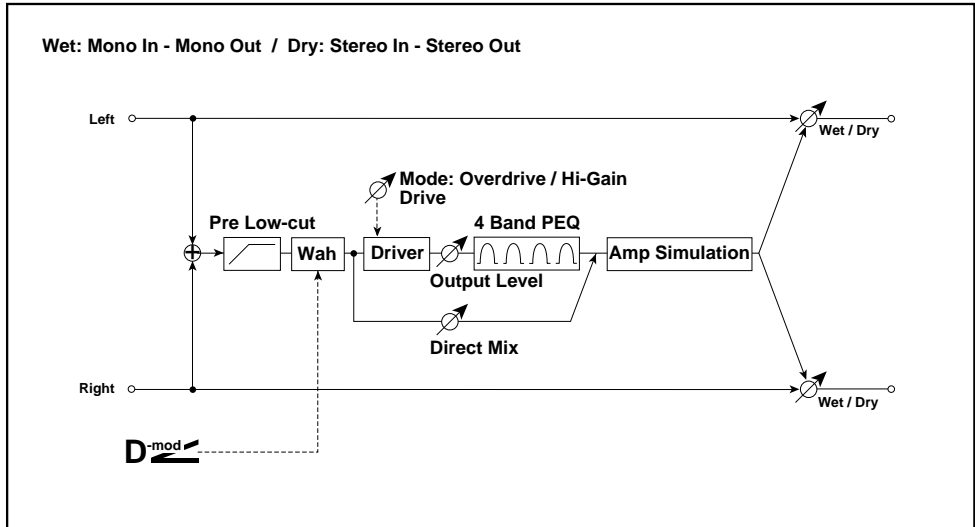 Wet: Mono In - Mono Out / Dry: Stereo In - Stereo Out
Left
Wet / Dry
Mode: Overdrive / Hi-Gain
Drive
Pre Low-cut
4 Band PEQ
Wah
Driver
Amp Simulation
Output Level
Direct Mix
Right
Wet / Dry
D-mod